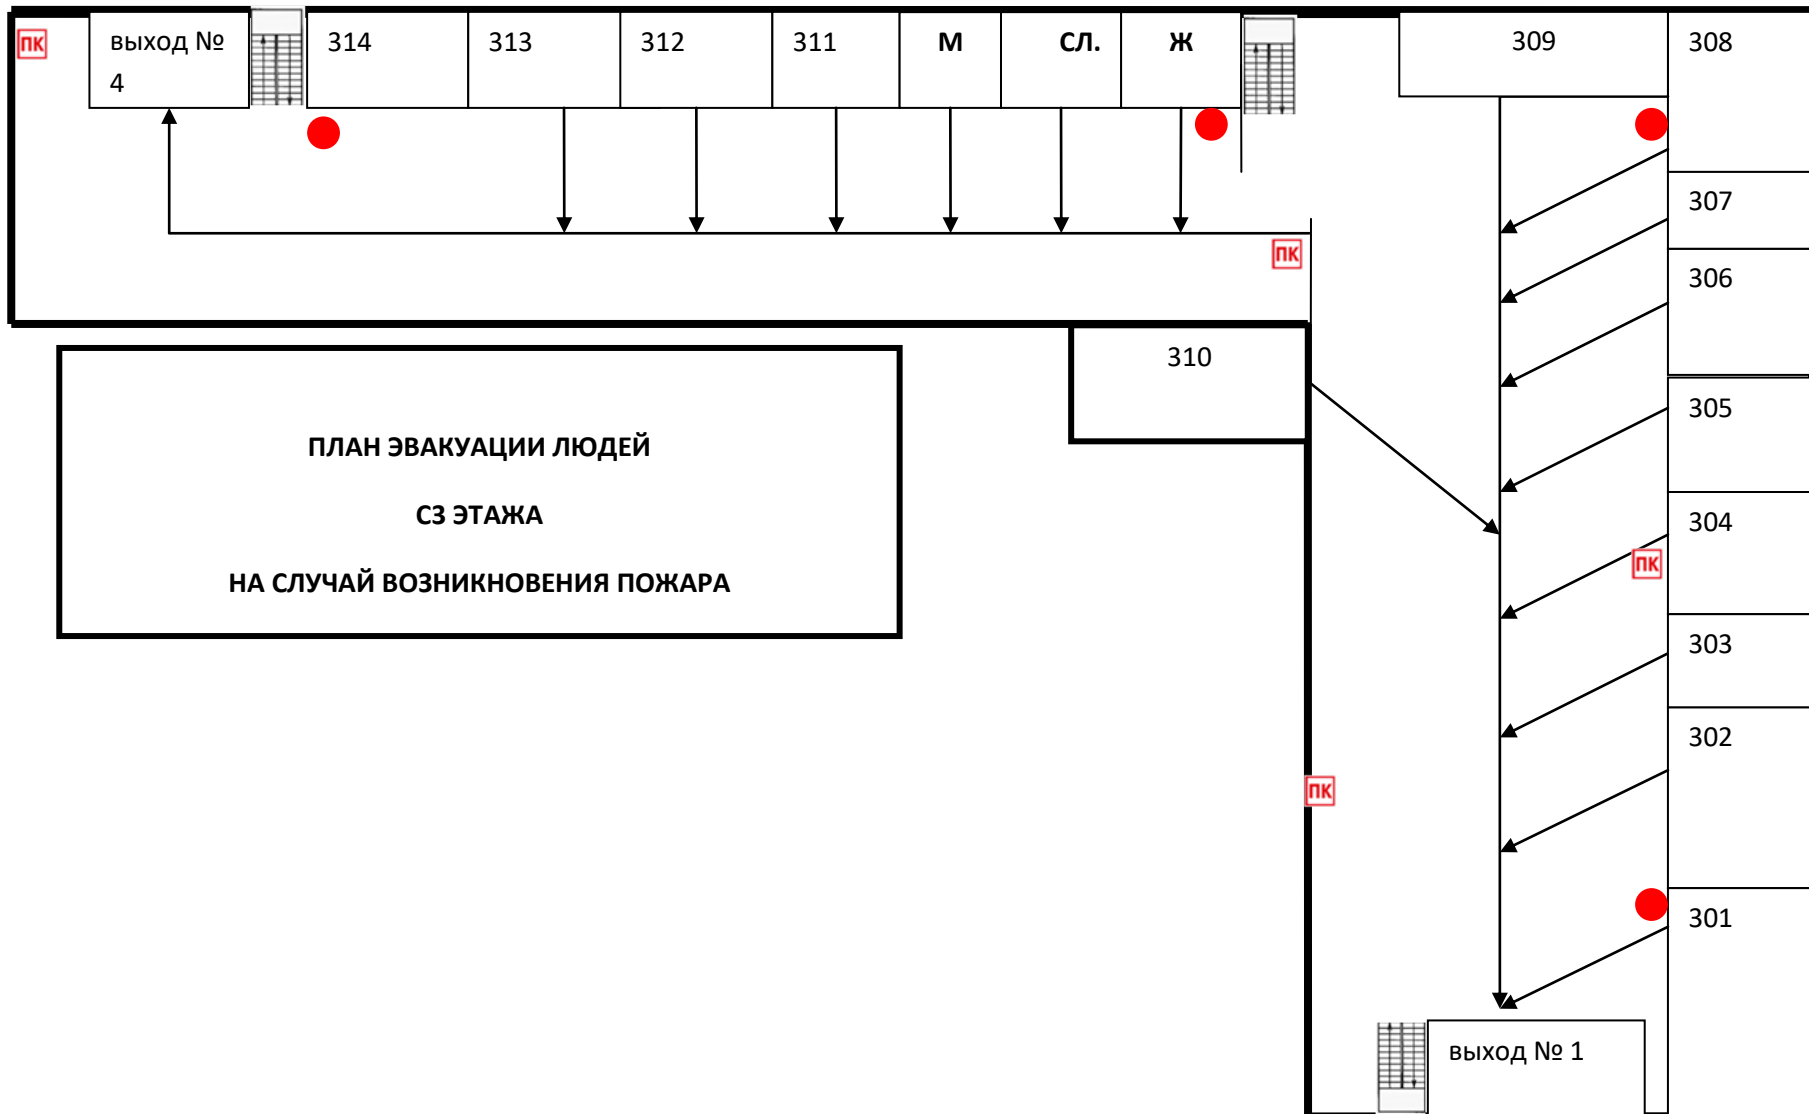 ПК
выход №
4
314
313
312
311
М
СЛ.
Ж
309
308
307
ПК
306
310
305
ПЛАН ЭВАКУАЦИИ ЛЮДЕЙ
С3 ЭТАЖА
НА СЛУЧАЙ ВОЗНИКНОВЕНИЯ ПОЖАРА
304
ПК
303
302
ПК
301
выход № 1